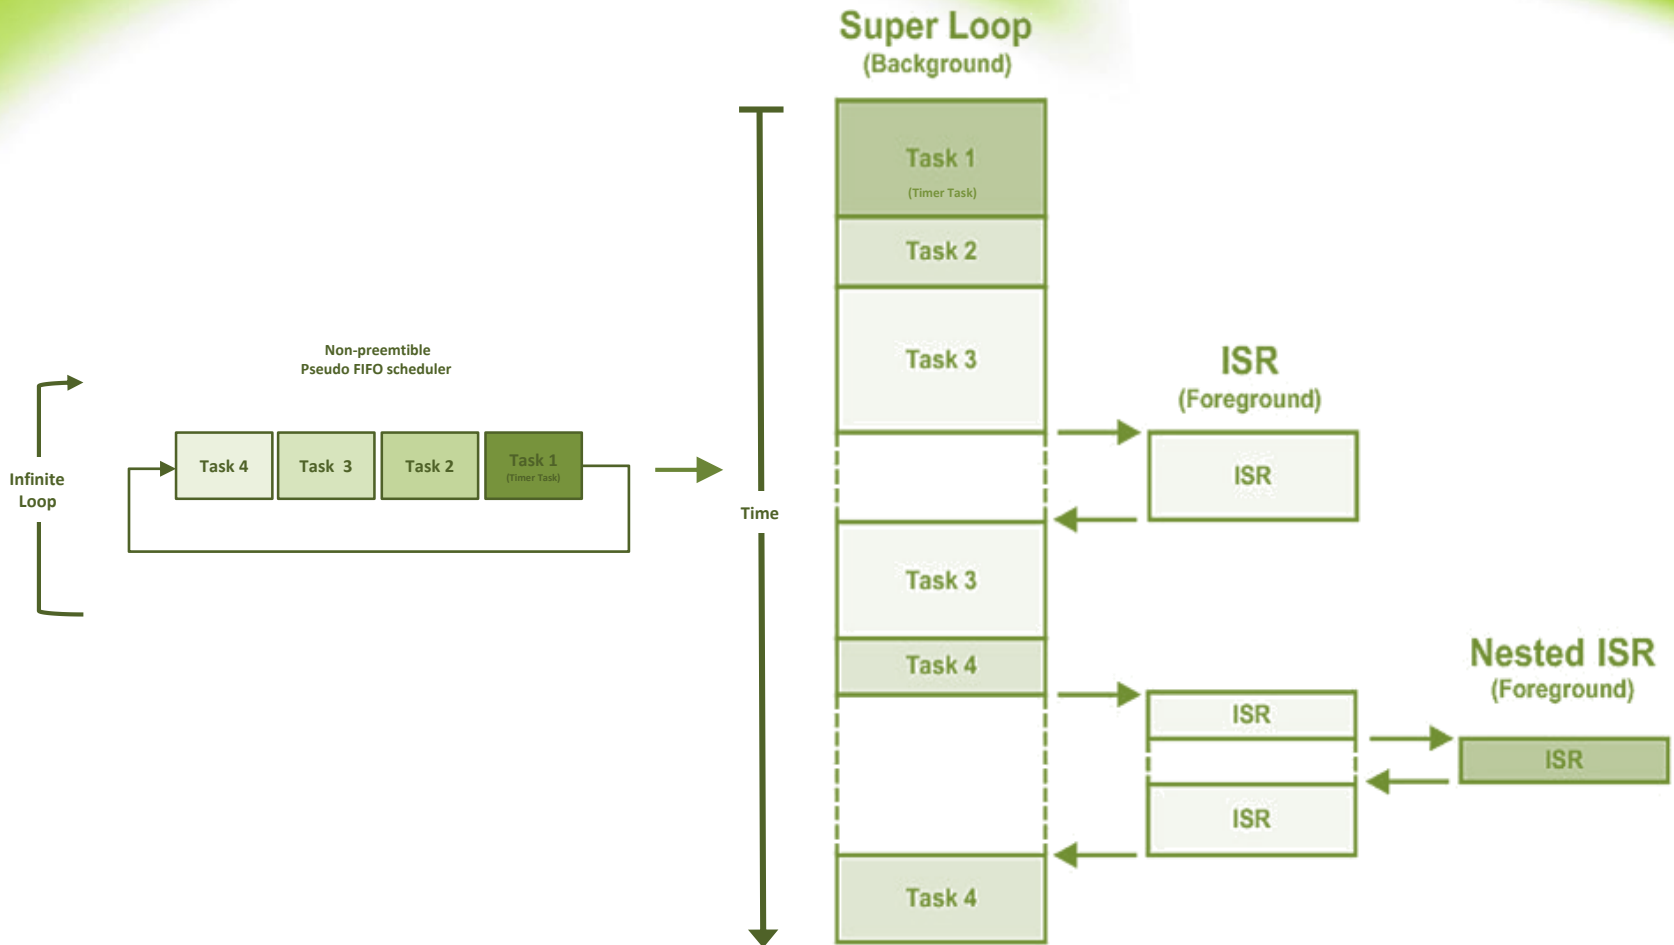 Super Loop
(Background)
Task 1
(Timer Task)
Task 2
Task 3
Non-preemtible
Pseudo FIFO scheduler
ISR
(Foreground)
Infinite
Loop
Task 4
Task 3
Task 2
Task 1
(Timer Task)
ISR
Time
Task 3
Task 4
Nested ISR
(Foreground)
ISR
ISR
ISR
Task 4